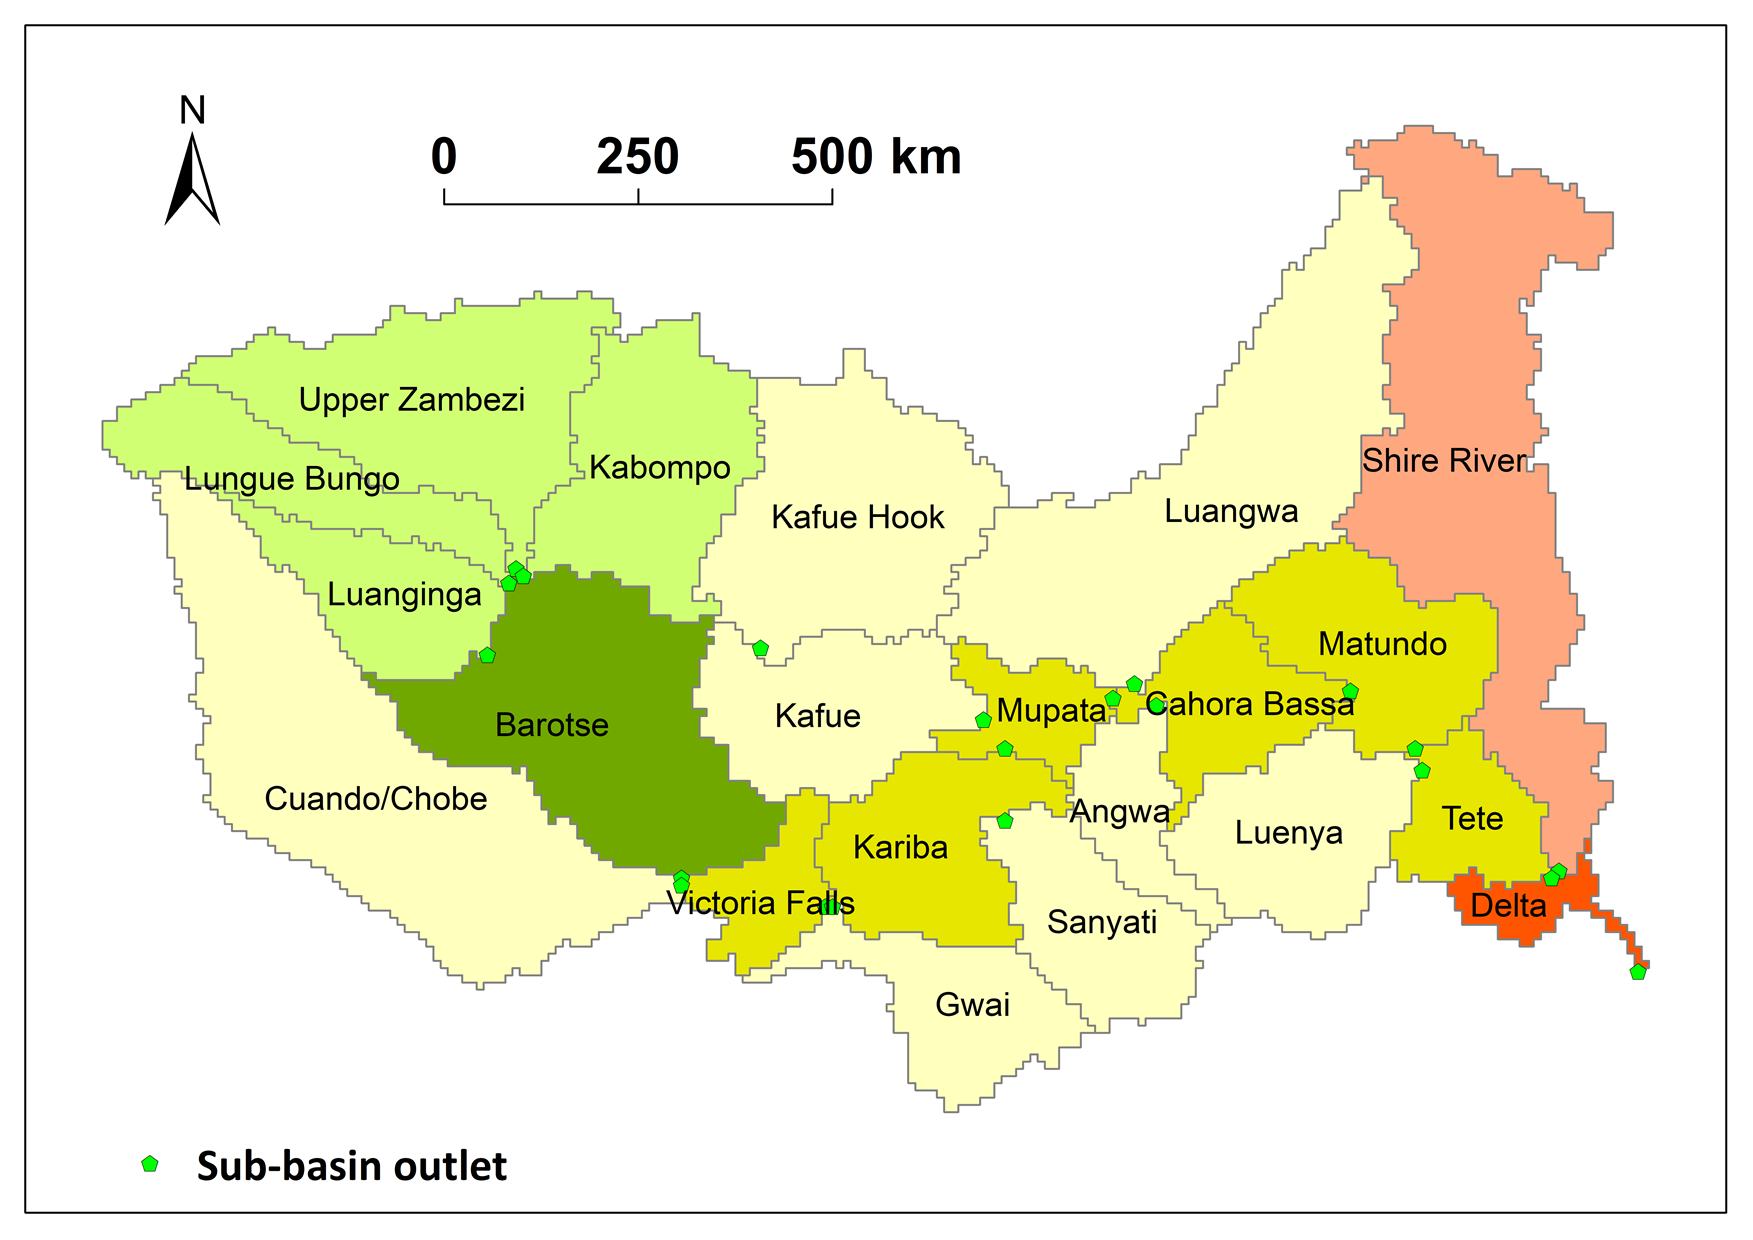 N
0 250 500 km
Upper Zambezi
Lungue Bungo
Kabompo
Shire River
Kafue Hook
Luangwa
Luanginga
Matundo
Barotse
Kafue
Mupata
Cahora Bassa
Cuando/Chobe
Angwa
Tete
Luenya
Kariba
Victoria Falls
Delta
Sanyati
Gwai
Sub-basin outlet